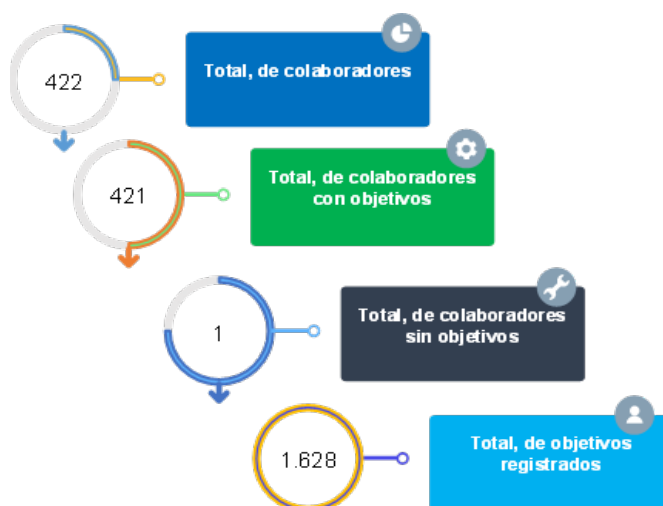 422
Total, de colaboradores
421
Total, de colaboradores
con objetivos
1
Total, de colaboradores
sin objetivos
1.628
Total, de objetivos
registrados